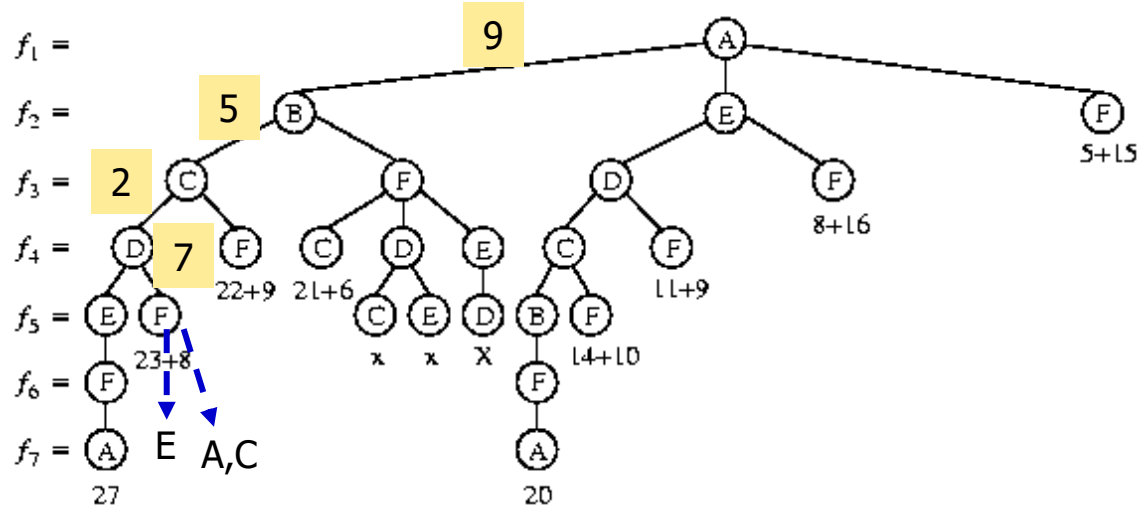 f1 = 9 A
f2 = 5 B E F
5+15
f3 = 2 C F D F
8+16
f4 = D 7 F C D E C F
22+9 21+6 11+9
f5 = E F C E D B F
23+8 x x X 14+10
f6 = F F
f7 = A E A,C A
27 20